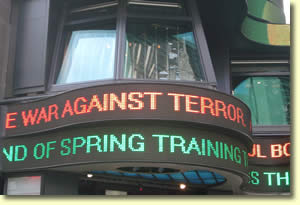 E WAR AGAINST TERROR
UL BO
ND OF SPRING TRAINING
S TH